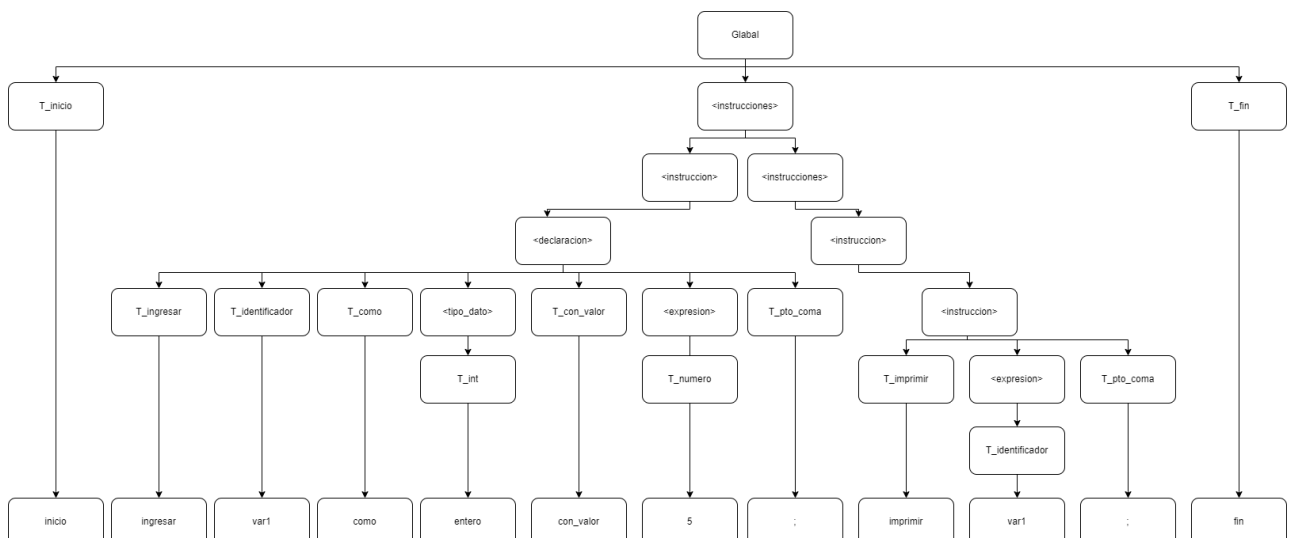 Glabal
T_inicio
<instrucciones>
T_fin
<instruccion>
<instrucciones>
<declaracion>
<instruccion>
T_ingresar
T_identificador
T_como
<tipo_dato>
T_con_valor
<expresion>
T_pto_coma
<instruccion>
T_int
T_numero
T_imprimir
<expresion>
T_pto_coma
T_identificador
inicio
ingresar
var1
como
entero
con_valor
5
;
imprimir
var1
;
fin